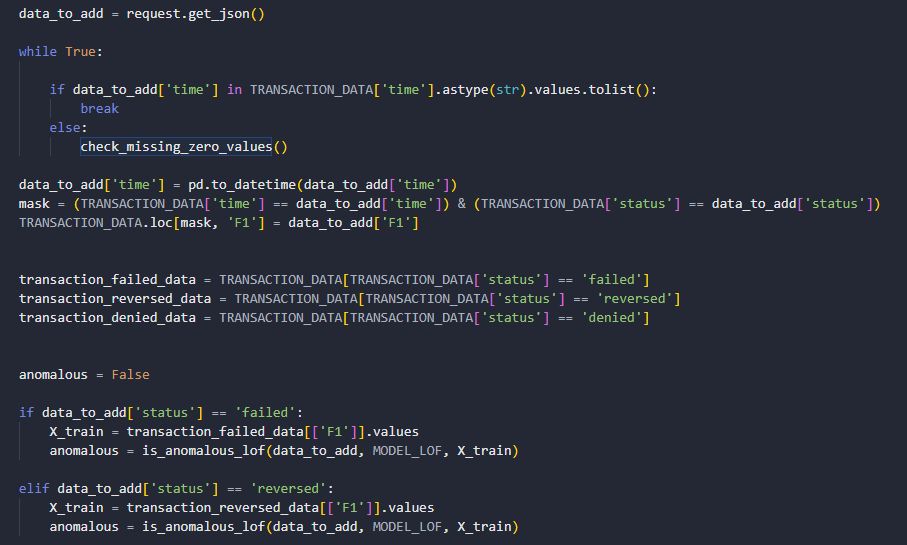 data_to_add = request.get_json()
while True:
if data_to_add['time'] in TRANSACTION_DATA['time'].astype(str).values.tolist():
break
else:
check_missing_zero_values()
data_to_add['time'] = pd.to_datetime(data_to_add['time'])
mask = (TRANSACTION_DATA['time'] == data_to_add['time']) & (TRANSACTION_DATA['status'] == data_to_add['status'])
TRANSACTION_DATA.loc[mask, 'F1'] = data_to_add['F1']
transaction_failed_data = TRANSACTION_DATA[TRANSACTION_DATA['status'] == 'failed']
transaction_reversed_data = TRANSACTION_DATA[TRANSACTION_DATA['status'] == 'reversed']
transaction_denied_data = TRANSACTION_DATA[TRANSACTION_DATA['status'] == 'denied']
anomalous = False
if data_to_add['status'] == 'failed':
X_train = transaction_failed_data[['F1']].values
anomalous = is_anomalous_lof(data_to_add, MODEL_LOF, X_train)
elif data_to_add['status'] == 'reversed':
X_train = transaction_reversed_data[['F1']].values
anomalous = is_anomalous_lof(data_to_add, MODEL_LOF, X_train)